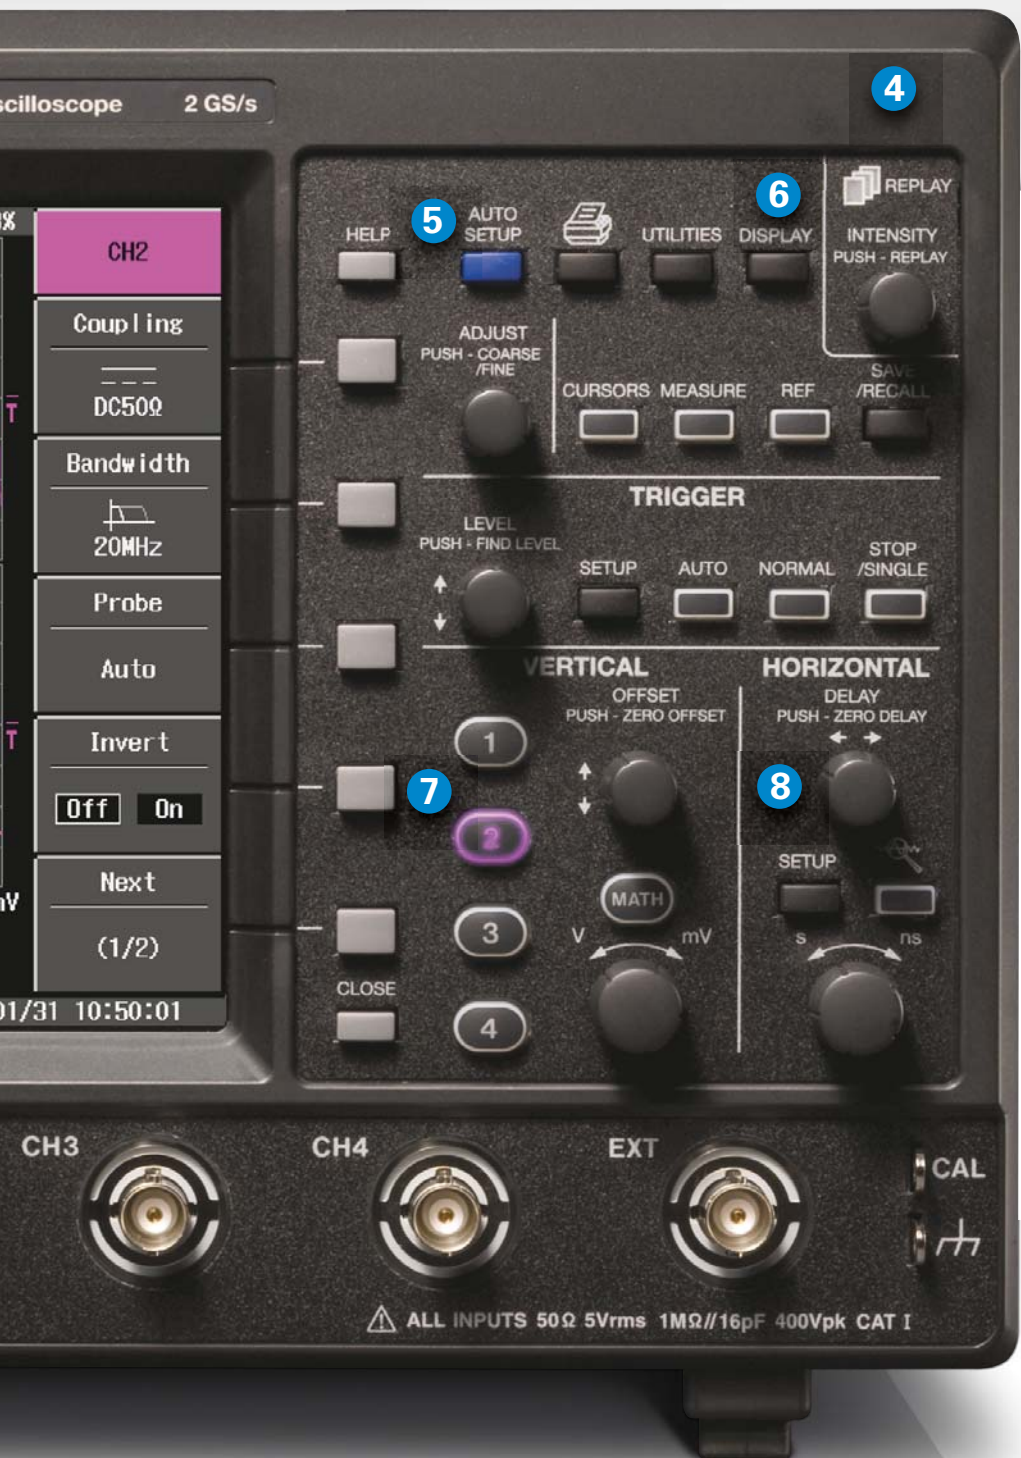 scilloscope 2 GS/s
4
%
CH2
Coupling
DC50Ω
Bandwidth
20MHz
Probe
Auto
Invert
Off On
Next
(1/2)
T
T
mV
01/31 10:50:01
HELP
5
AUTO
SETUP
UTILITIES
6
DISPLAY
REPLAY
INTENSITY
PUSH - REPLAY
ADJUST
PUSH - COARSE
/FINE
CURSORS
MEASURE
REF
SAVE
/RECALL
TRIGGER
LEVEL
PUSH - FIND LEVEL
SETUP
AUTO
NORMAL
STOP
/SINGLE
VERTICAL
OFFSET
PUSH - ZERO OFFSET
7
1
2
3
4
MATH
V mV
HORIZONTAL
DELAY
PUSH - ZERO DELAY
8
SETUP
s ns
CLOSE
CH3
CH4
EXT
CAL
ALL INPUTS 50Ω 5Vrms 1MΩ//16pF 400Vpk CAT I